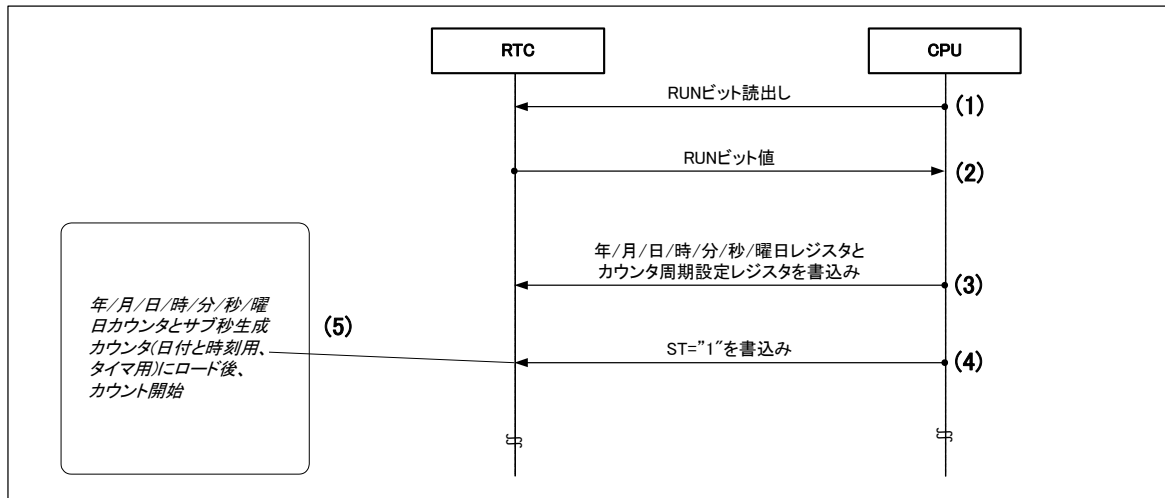 RTC
CPU
RUNビット読出し
(1)
RUNビット値
(2)
年/月/日/時/分/秒/曜日レジスタと
カウンタ周期設定レジスタを書込み
(3)
年/月/日/時/分/秒/曜
日カウンタとサブ秒生成
カウンタ(日付と時刻用、
タイマ用)にロード後、
カウント開始
(5)
ST=”1”を書込み
(4)